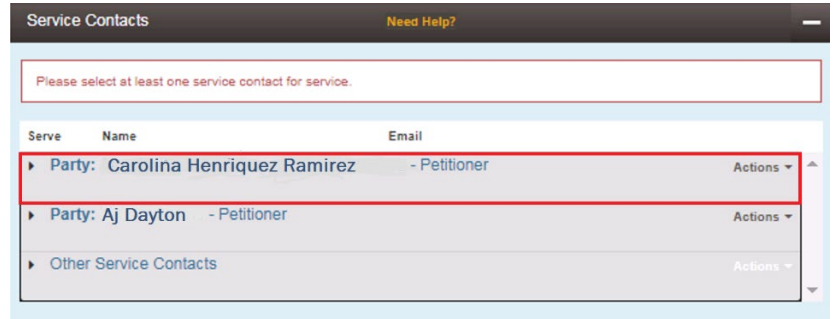 Service Contacts Need Help?
Please select at least one service contact for service.
Serve Name Email
Party: Carolina Henriquez Ramirez - Petitioner Actions
Party: Aj Dayton - Petitioner Actions
Other Service Contacts Actions